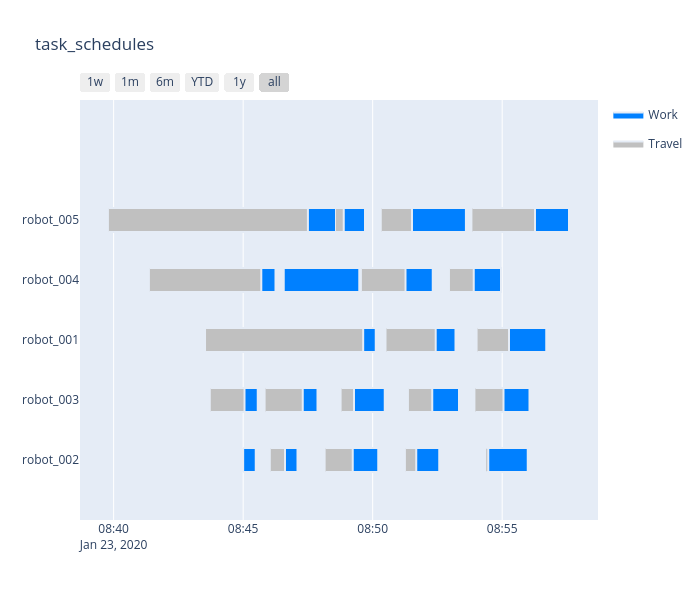 task_schedules
1w 1m 6m YTD 1y all
Work
Travel
robot_005
robot_004
robot_001
robot_003
robot_002
08:40 08:45 08:50 08:55
Jan 23, 2020